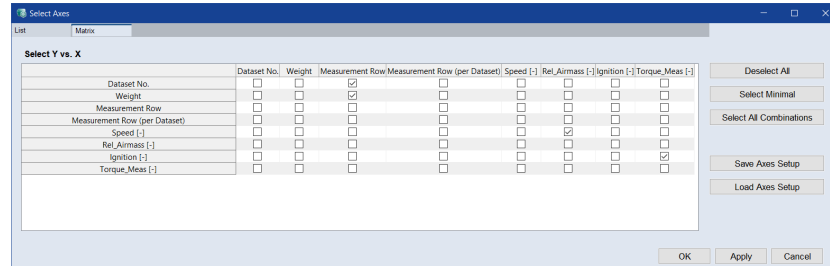 Select Axes
List Matrix
Select Y vs. X
Dataset No. Weight Measurement Row Measurement Row (per Dataset) Speed [-] Rel_Airmass [-] Ignition [-] Torque_Meas [-]
Dataset No.
Weight
Measurement Row
Measurement Row (per Dataset)
Speed [-]
Rel_Airmass [-]
Ignition [-]
Torque_Meas [-]
Deselect All
Select Minimal
Select All Combinations
Save Axes Setup
Load Axes Setup
OK Apply Cancel